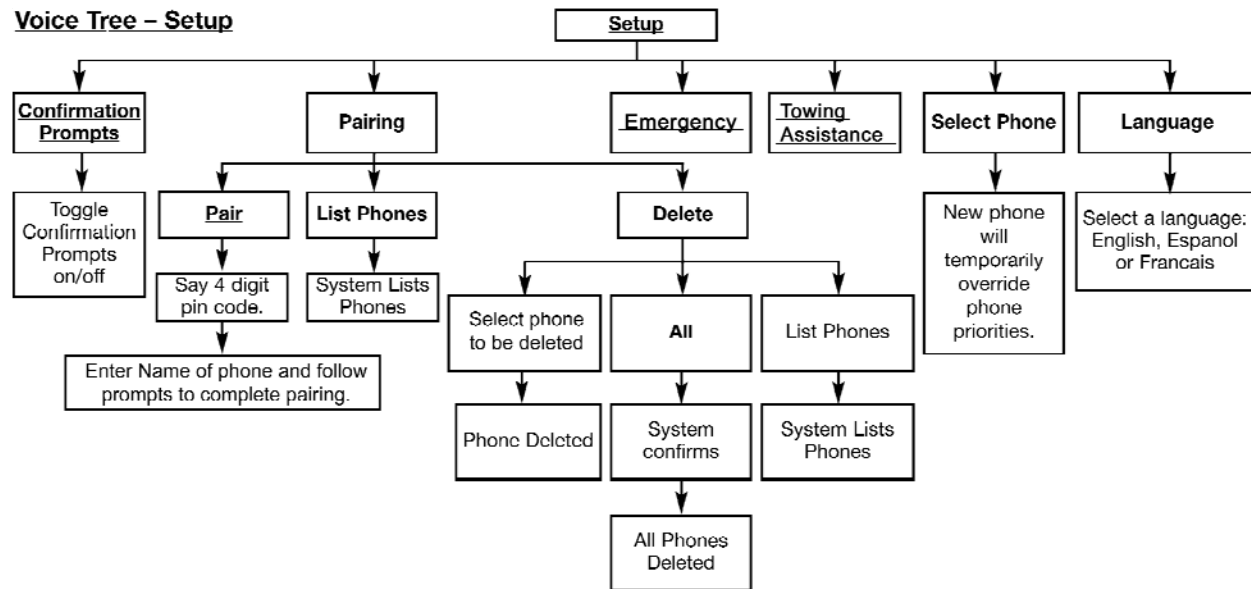 Voice Tree – Setup
Setup
Confirmation
Prompts
Pairing
Emergency
Towing
Assistance
Select Phone
Language
Toggle
Confirmation
Prompts
on/off
Pair
List Phones
Delete
New phone
will
temporarily
override
phone
priorities.
Select a language:
English, Espanol
or Francais
Say 4 digit
pin code.
System Lists
Phones
Select phone
to be deleted
All
List Phones
Enter Name of phone and follow
prompts to complete pairing.
Phone Deleted
System
confirms
System Lists
Phones
All Phones
Deleted